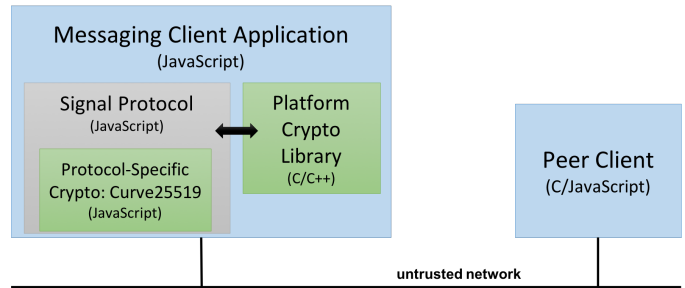 Messaging Client Application
(JavaScript)
Signal Protocol
(JavaScript)
Protocol-Specific
Crypto: Curve25519
(JavaScript)
Platform
Crypto
Library
(C/C++)
Peer Client
(C/JavaScript)
untrusted network